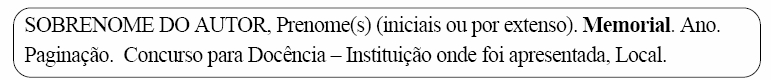 SOBRENOME DO AUTOR, Prenome(s) (iniciais ou por extenso). Memorial. Ano.
Paginação. Concurso para Docência – Instituição onde foi apresentada, Local.